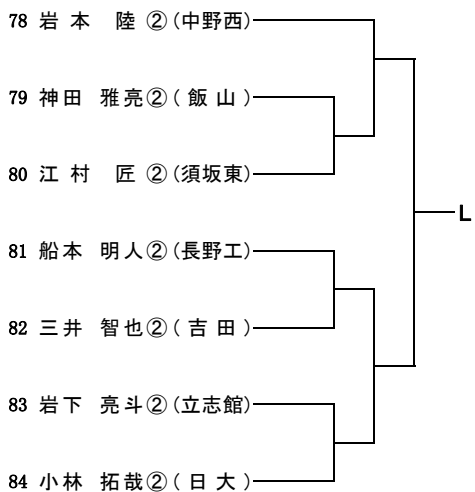 78 岩本 陸②(中野西)
79 神田 雅亮②(飯山)
80 江村 匠②(須坂東)
L
81 船本 明人②(長野工)
82 三井 智也②(吉田)
83 岩下 亮斗②(立志館)
84 小林 拓哉②(日大)